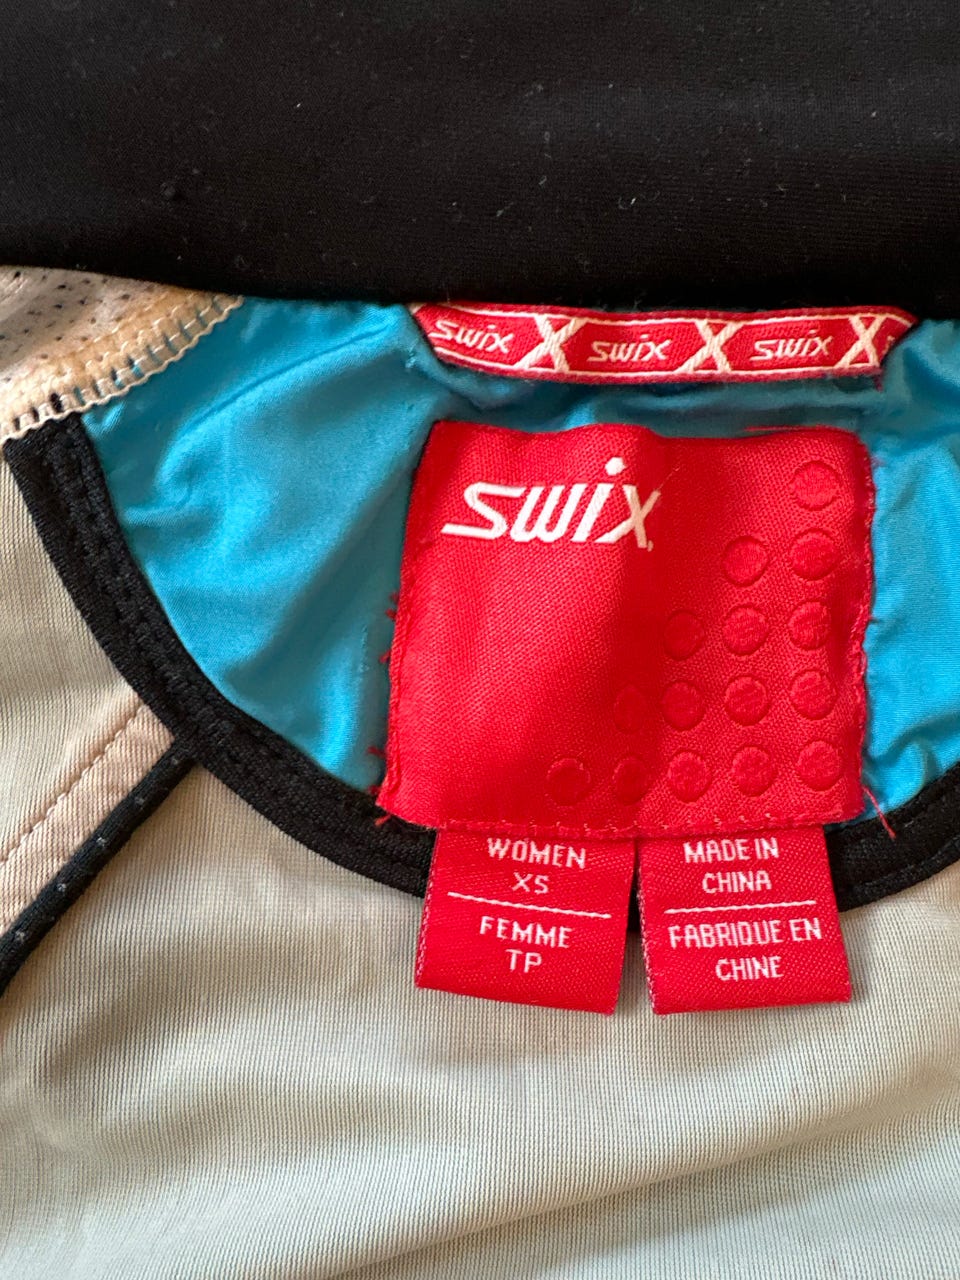 SWIX SWIX SWIX
SWIX
WOMEN
XS
FEMME
TP
MADE IN
CHINA
FABRIQUE EN
CHINE